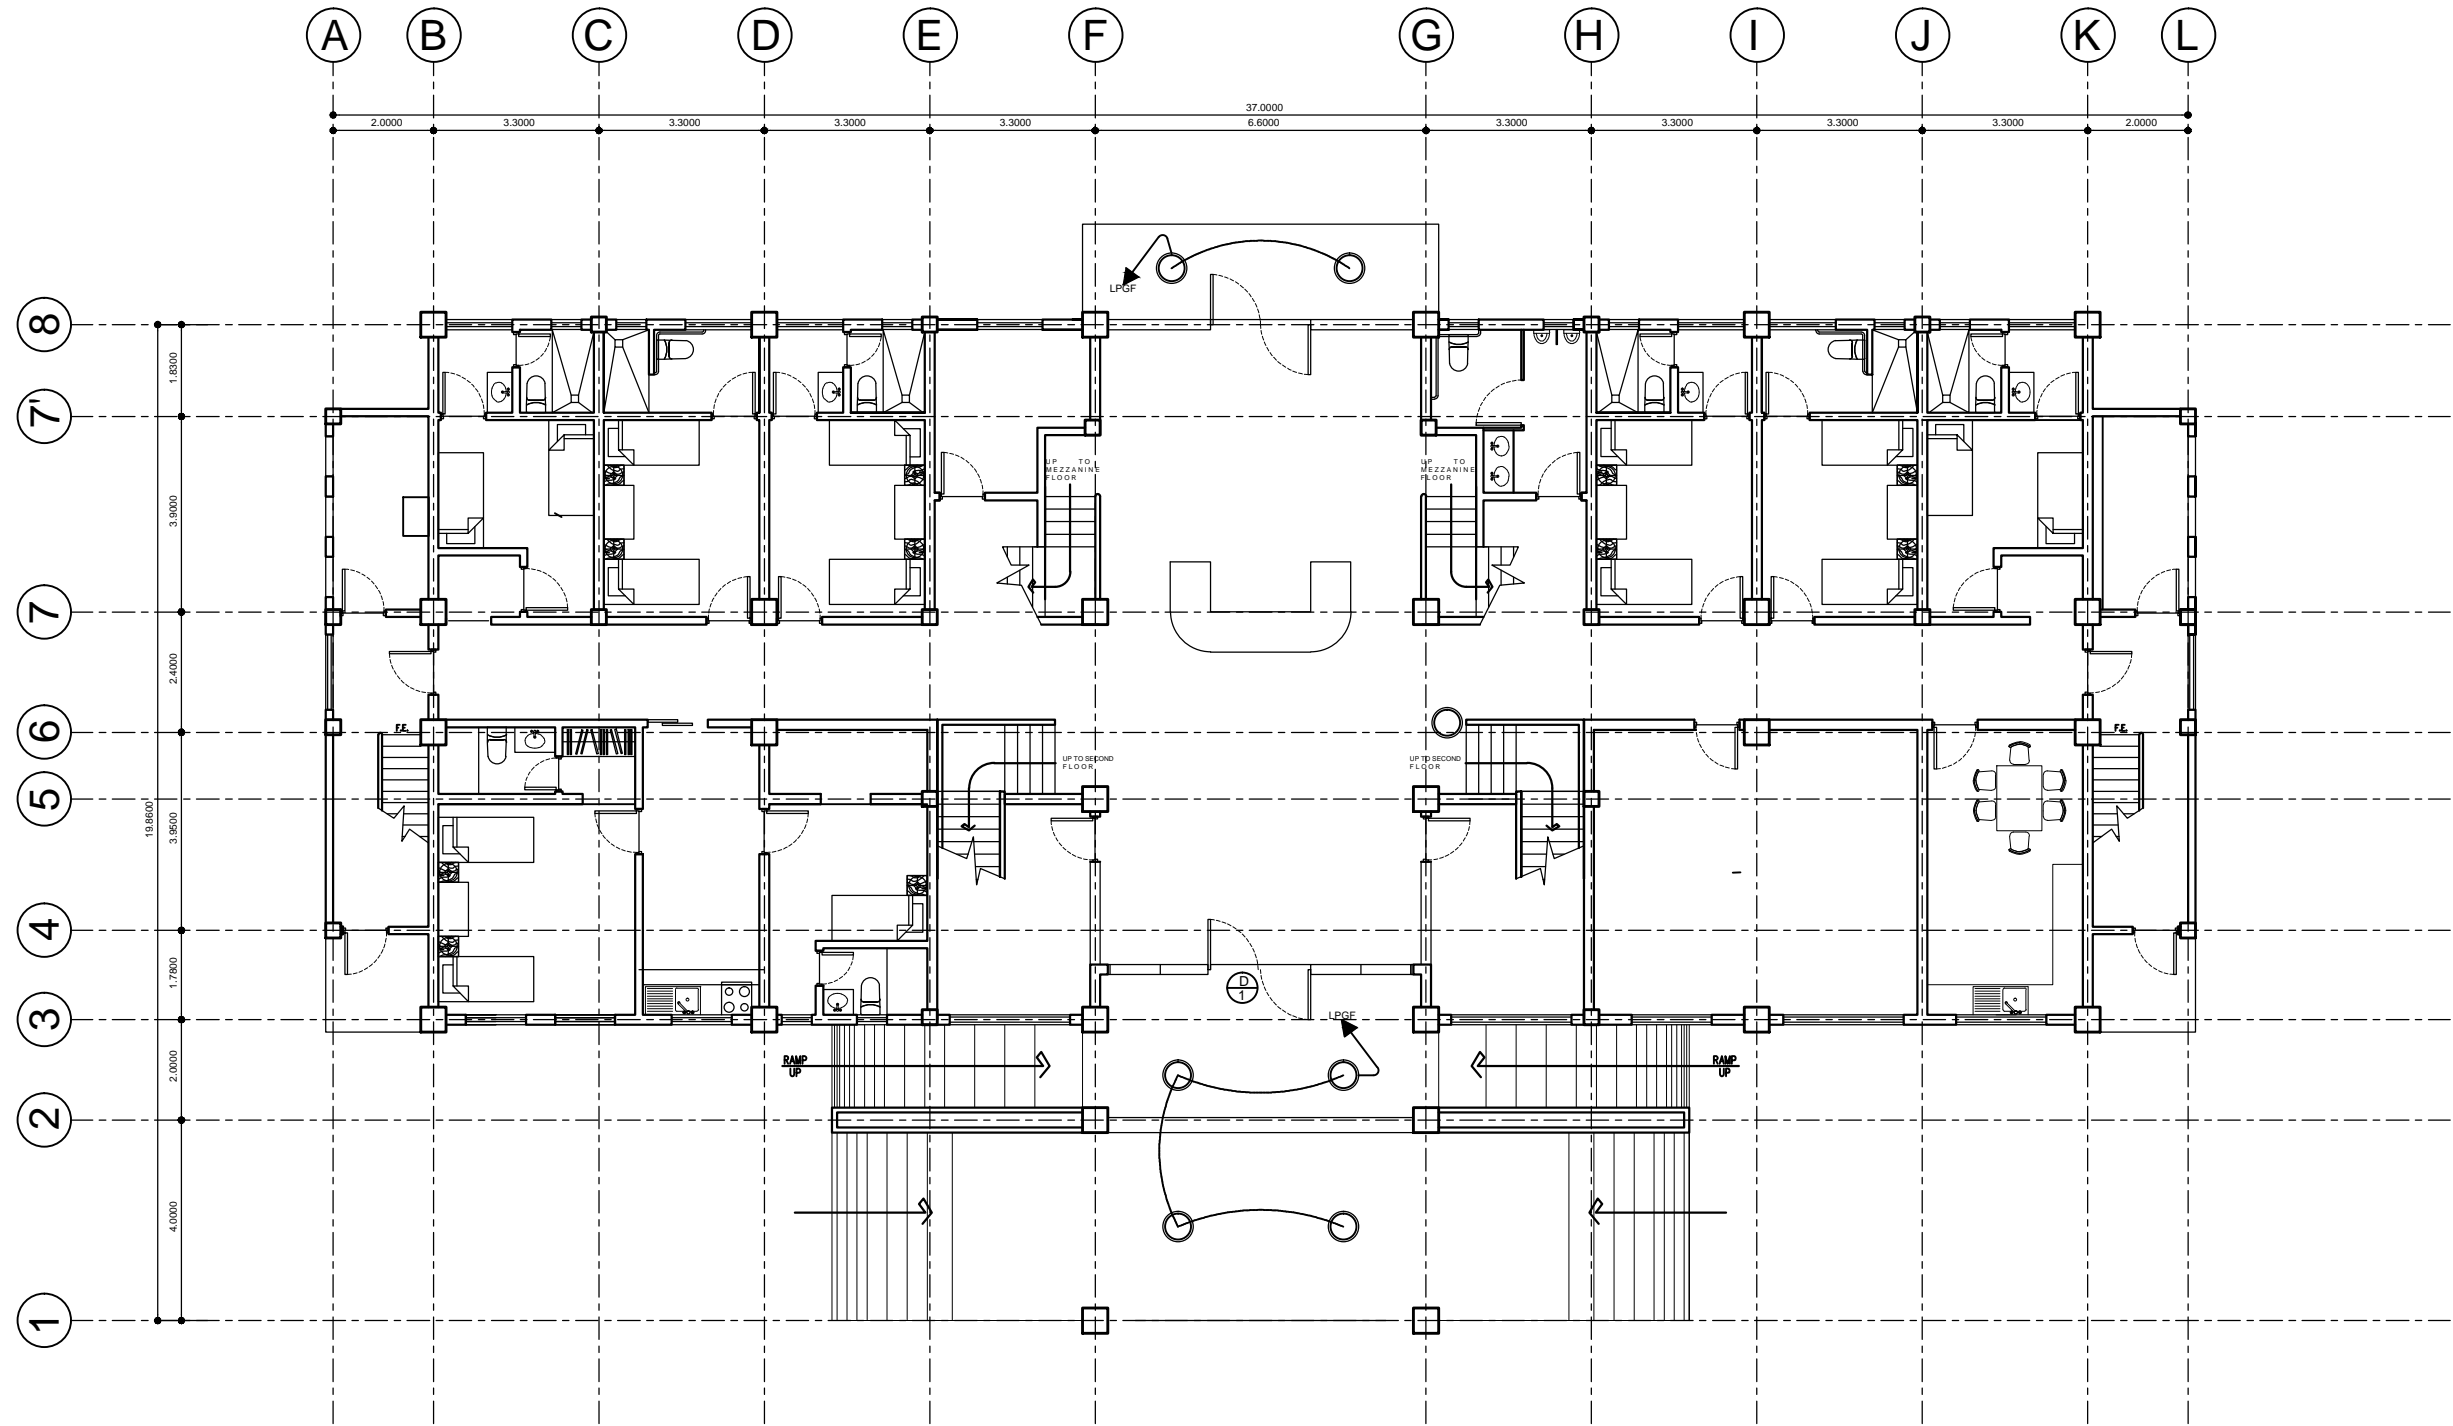 A B C D E F G H I J K L
37.0000
2.0000 3.3000 3.3000 3.3000 3.3000 6.6000 3.3000 3.3000 3.3000 3.3000 2.0000
LPGF
8
1.8300
7'
UP TO
MEZZANINE
FLOOR
UP TO
MEZZANINE
FLOOR
3.9000
7
2.4000
6
F.E.
F.E.
UP TO SECOND
FLOOR
UP TO SECOND
FLOOR
5
19.8600
3.9500
4
1.7800
D
1
3
LPGF
RAMP
UP
RAMP
UP
2.0000
2
4.0000
1